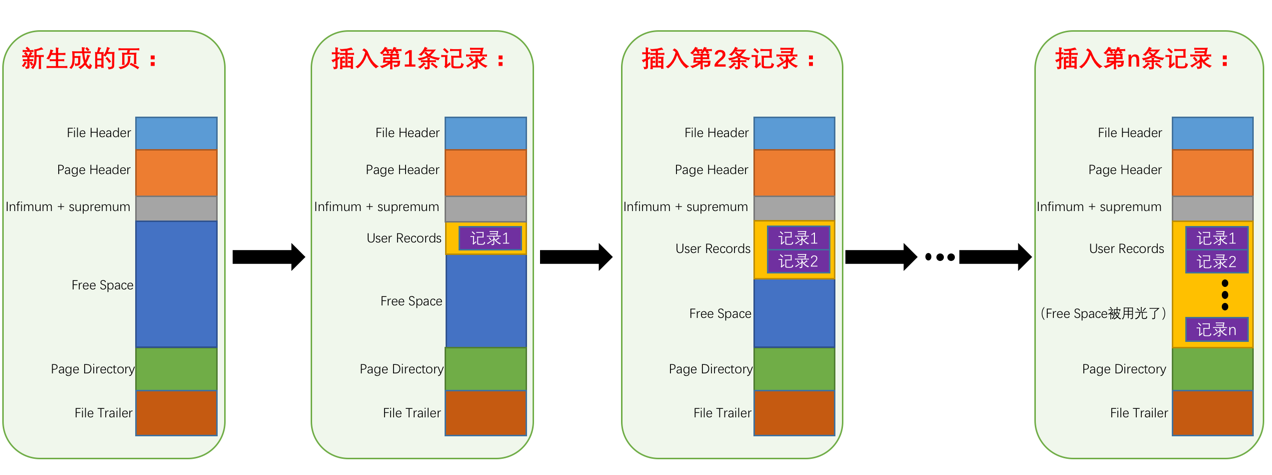 新生成的页：
File Header
Page Header
Infimum + supremum
Free Space
Page Directory
File Trailer
插入第1条记录：
File Header
Page Header
Infimum + supremum
User Records
记录1
Free Space
Page Directory
File Trailer
插入第2条记录：
File Header
Page Header
Infimum + supremum
User Records
记录1
记录2
Free Space
Page Directory
File Trailer
插入第n条记录：
File Header
Page Header
Infimum + supremum
User Records
记录1
记录2
（Free Space被用光了）
记录n
Page Directory
File Trailer